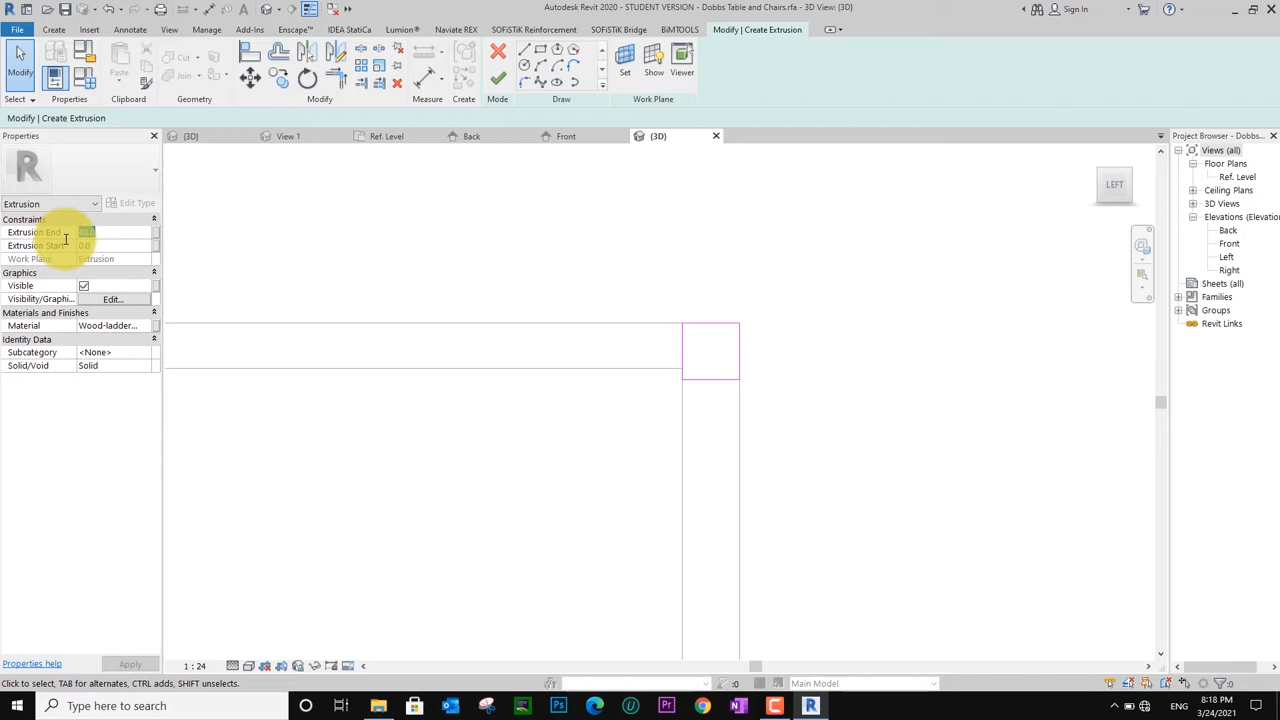 Autodesk Revit 2020 - STUDENT VERSION - Dobbs Table and Chairs.rfa - 3D View: {3D}
Sign In
File Create Insert Annotate View Manage Add-Ins Enscape™ IDEA StatiCa Lumion® Naviate REX SOFiSTiK Reinforcement SOFiSTiK Bridge BiMTOOLS Modify | Create Extrusion
Modify Paste Cut Join Set Show Viewer
Select Properties Clipboard Geometry Modify Measure Create Mode Draw Work Plane
Modify | Create Extrusion
Properties
{3D} View 1 Ref. Level Back Front {3D}
Project Browser - Dobbs...
Views (all)
Floor Plans
Ref. Level
Ceiling Plans
3D Views
Elevations (Elevatio
Back
Front
Left
Right
Sheets (all)
Families
Groups
Revit Links
R
LEFT
Extrusion Edit Type
Constraints
Extrusion End
Extrusion Start 0.0
Work Plane Extrusion
Graphics
Visible
Visibility/Graphi... Edit...
Materials and Finishes
Material Wood-ladder...
Identity Data
Subcategory <None>
Solid/Void Solid
Properties help Apply
1 : 24
Click to select, TAB for alternates, CTRL adds, SHIFT unselects.
:0 Main Model :0
Type here to search
ENG
8:18 PM
3/24/2021